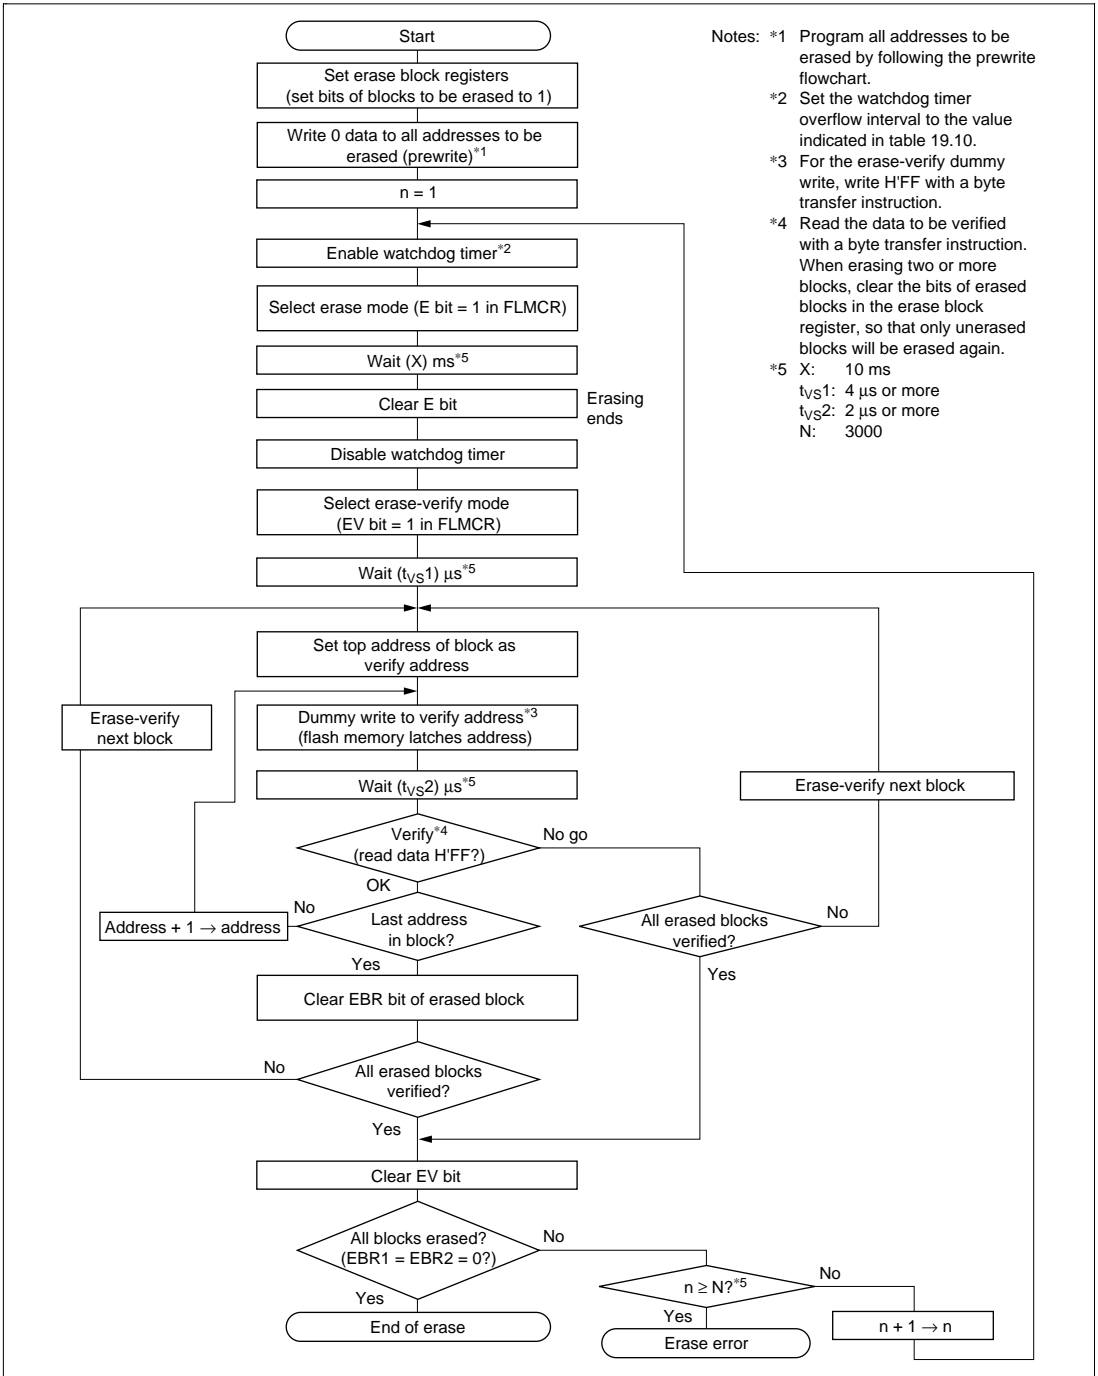 Start
Set erase block registers
(set bits of blocks to be erased to 1)
Write 0 data to all addresses to be
erased (prewrite)*1
n = 1
Enable watchdog timer*2
Select erase mode (E bit = 1 in FLMCR)
Wait (X) ms*5
Clear E bit
Erasing
ends
Disable watchdog timer
Select erase-verify mode
(EV bit = 1 in FLMCR)
Wait (tVS1) μs*5
Set top address of block as
verify address
Erase-verify
next block
Dummy write to verify address*3
(flash memory latches address)
Wait (tVS2) μs*5
Erase-verify next block
Verify*4
(read data H'FF?)
No go
OK
No
Address + 1 → address
Last address
in block?
All erased blocks
verified?
No
Yes
Yes
Clear EBR bit of erased block
No
All erased blocks
verified?
Yes
Clear EV bit
All blocks erased?
(EBR1 = EBR2 = 0?)
No
Yes
End of erase
n ≥ N?*5
No
Yes
Erase error
n + 1 → n
Notes: *1 Program all addresses to be
erased by following the prewrite
flowchart.
*2 Set the watchdog timer
overflow interval to the value
indicated in table 19.10.
*3 For the erase-verify dummy
write, write H'FF with a byte
transfer instruction.
*4 Read the data to be verified
with a byte transfer instruction.
When erasing two or more
blocks, clear the bits of erased
blocks in the erase block
register, so that only unerased
blocks will be erased again.
*5 X: 10 ms
tVS1: 4 μs or more
tVS2: 2 μs or more
N: 3000